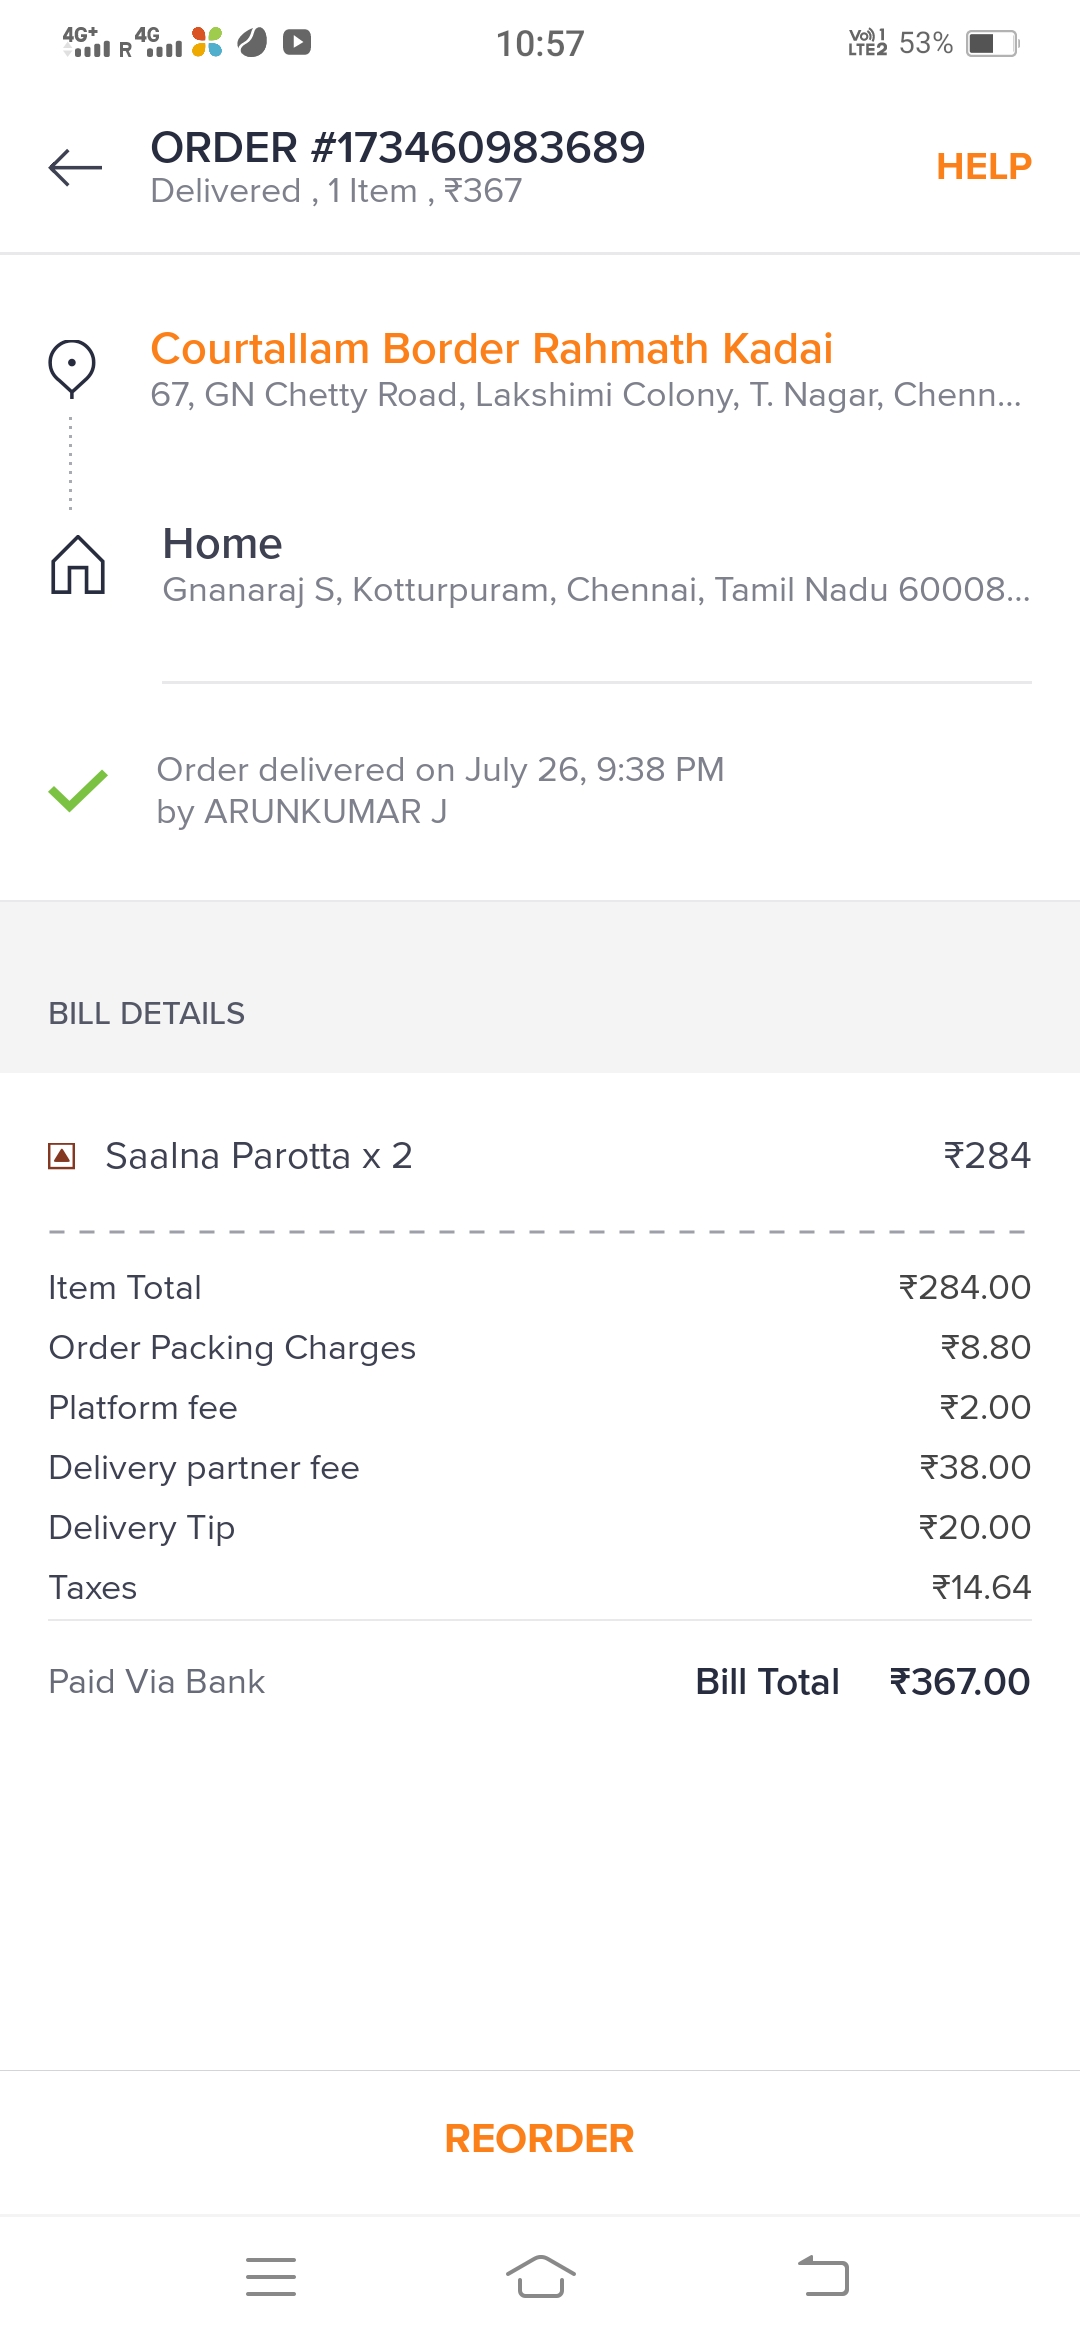 4G+ R 4G 10:57 Vo)) 1 LTE2 53%
ORDER #173460983689
Delivered , 1 Item , ₹367
HELP
Courtallam Border Rahmath Kadai
67, GN Chetty Road, Lakshimi Colony, T. Nagar, Chenn...
Home
Gnanaraj S, Kotturpuram, Chennai, Tamil Nadu 60008...
Order delivered on July 26, 9:38 PM
by ARUNKUMAR J
BILL DETAILS
Saalna Parotta x 2 ₹284
Item Total ₹284.00
Order Packing Charges ₹8.80
Platform fee ₹2.00
Delivery partner fee ₹38.00
Delivery Tip ₹20.00
Taxes ₹14.64
Paid Via Bank Bill Total ₹367.00
REORDER